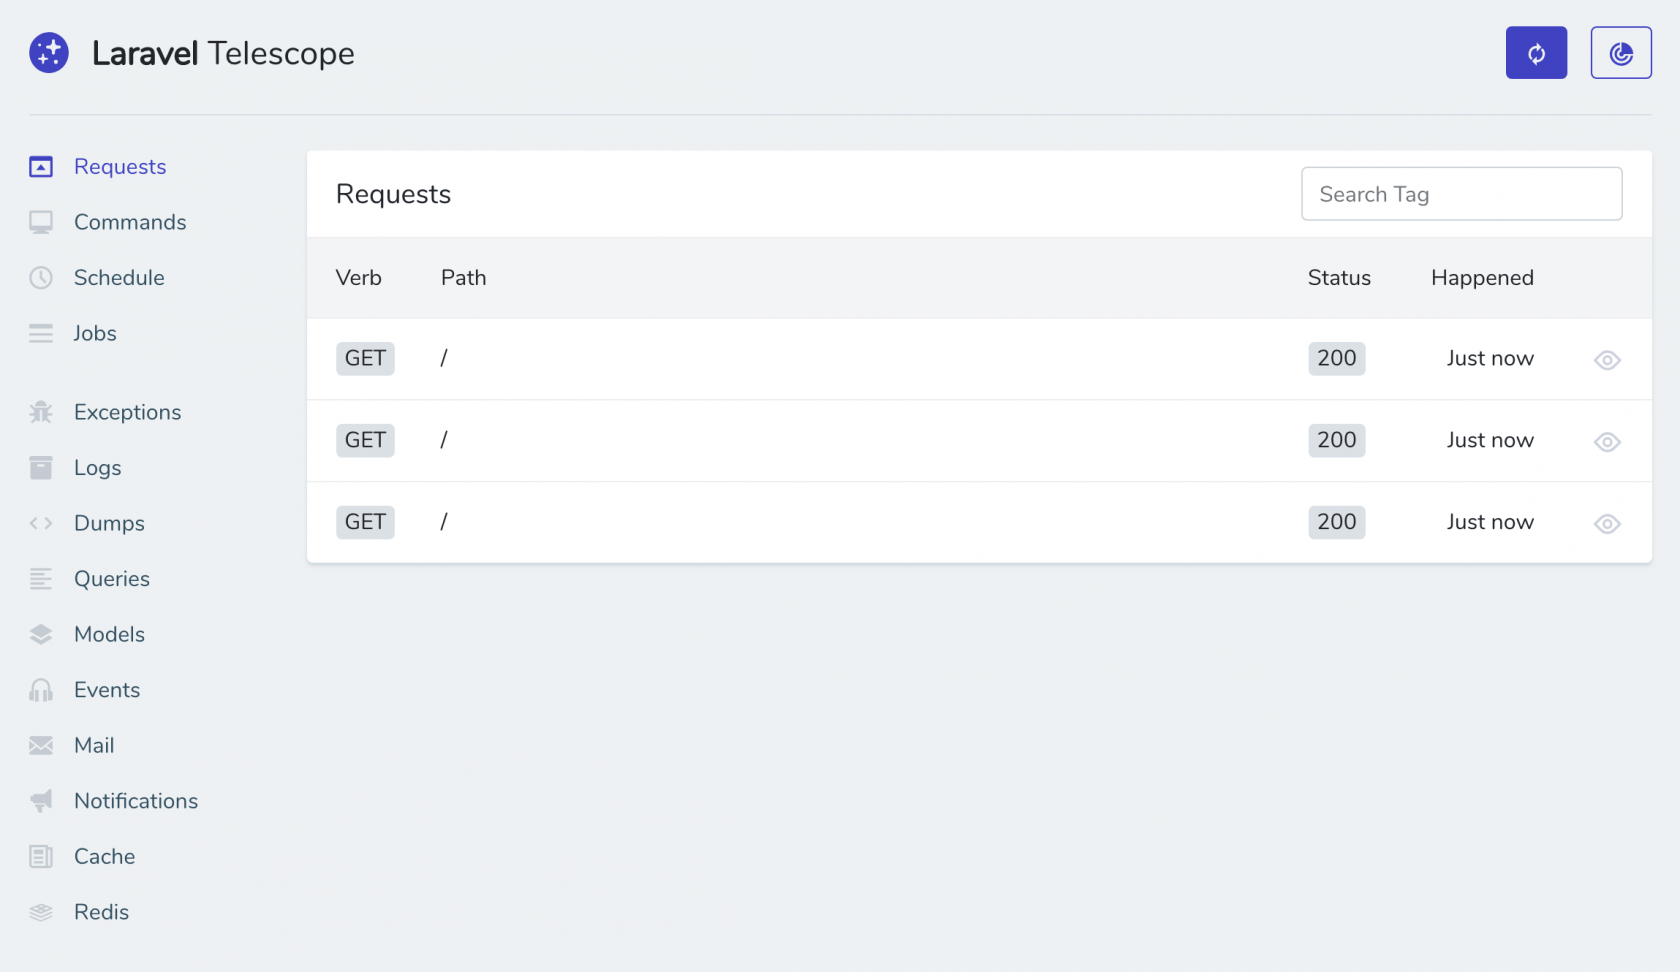 Laravel Telescope
Requests
Commands
Schedule
Jobs
Exceptions
Logs
Dumps
Queries
Models
Events
Mail
Notifications
Cache
Redis
Requests Search Tag
Verb Path Status Happened
GET / 200 Just now
GET / 200 Just now
GET / 200 Just now